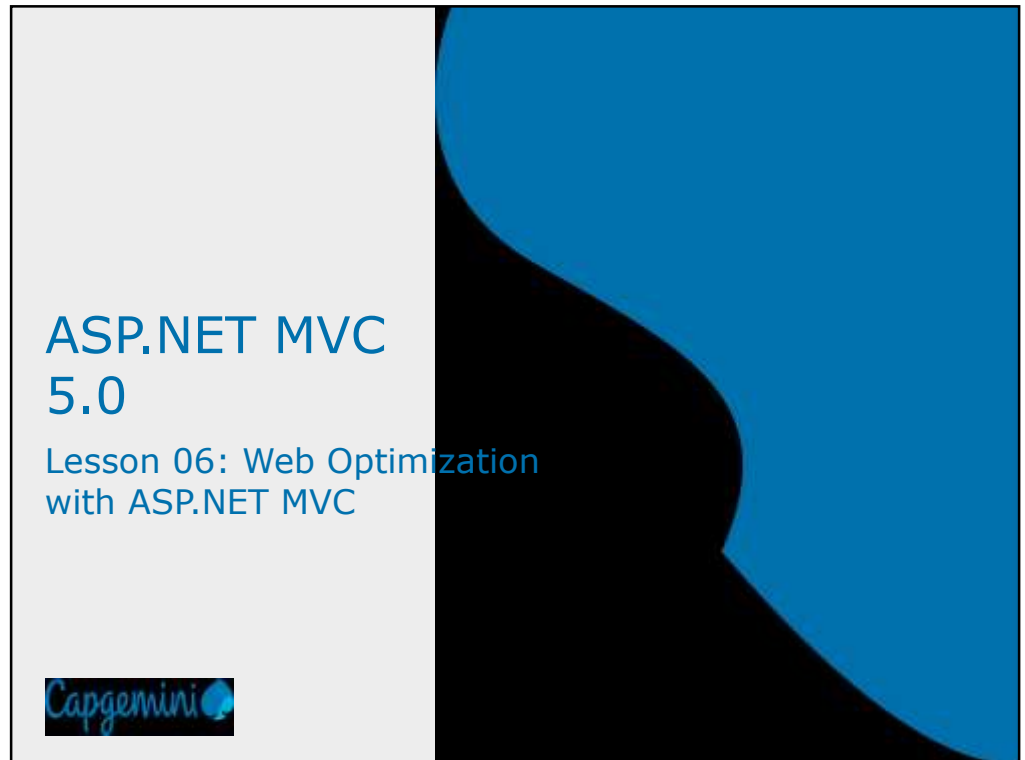 ASP.NET MVC
5.0
Lesson 06: Web Optimization
with ASP.NET MVC
Capgemini